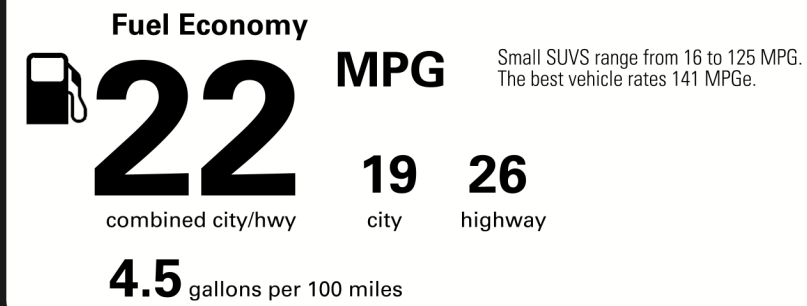 Fuel Economy
22 MPG
Small SUVS range from 16 to 125 MPG.
The best vehicle rates 141 MPGe.
19 26
combined city/hwy city highway
4.5 gallons per 100 miles